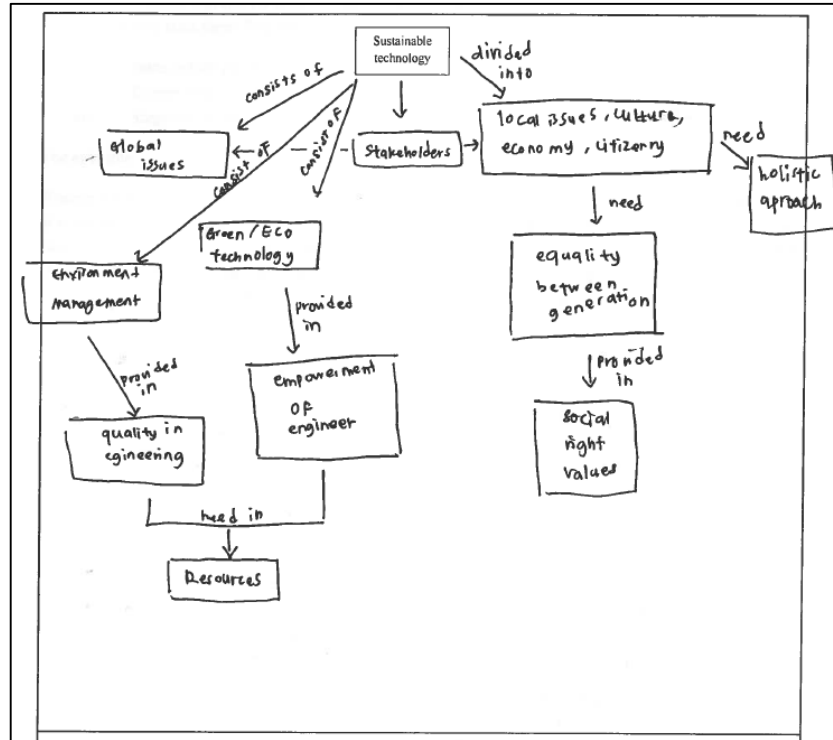 Sustainable
technology
divided
into
consists of
consist of
consist of
Global
issues
Stakeholders
local issues, culture,
economy, citizenry
need
holistic
aproach
need
Green / ECO
technology
Environment
Management
equality
between
generation
provided
in
provided
in
provided
in
empowerment
of
engineer
quality in
egineering
social
right
values
need in
Resources